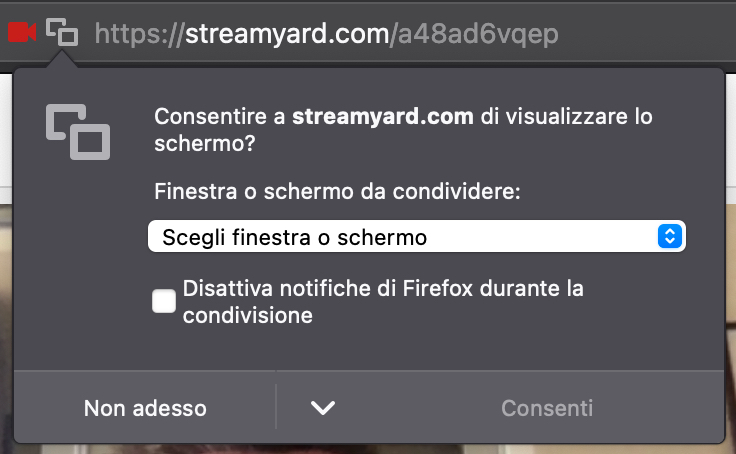 https://streamyard.com/a48ad6vqep
Consentire a streamyard.com di visualizzare lo
schermo?
Finestra o schermo da condividere:
Scegli finestra o schermo
Disattiva notifiche di Firefox durante la
condivisione
Non adesso
Consenti